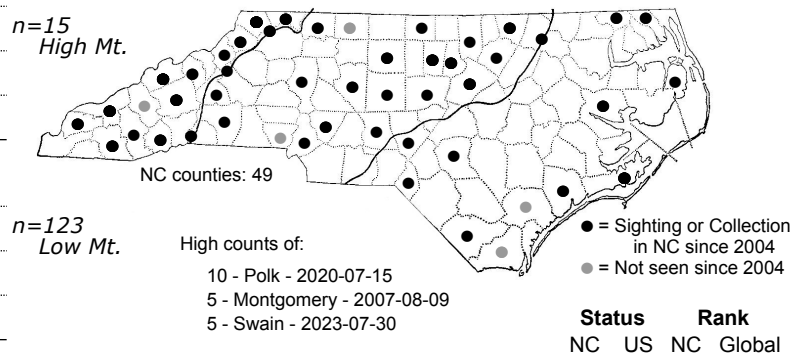 n=15
High Mt.
NC counties: 49
n=123
Low Mt.
High counts of:
10 - Polk - 2020-07-15
5 - Montgomery - 2007-08-09
5 - Swain - 2023-07-30
= Sighting or Collection
in NC since 2004
= Not seen since 2004
Status Rank
NC US NC Global